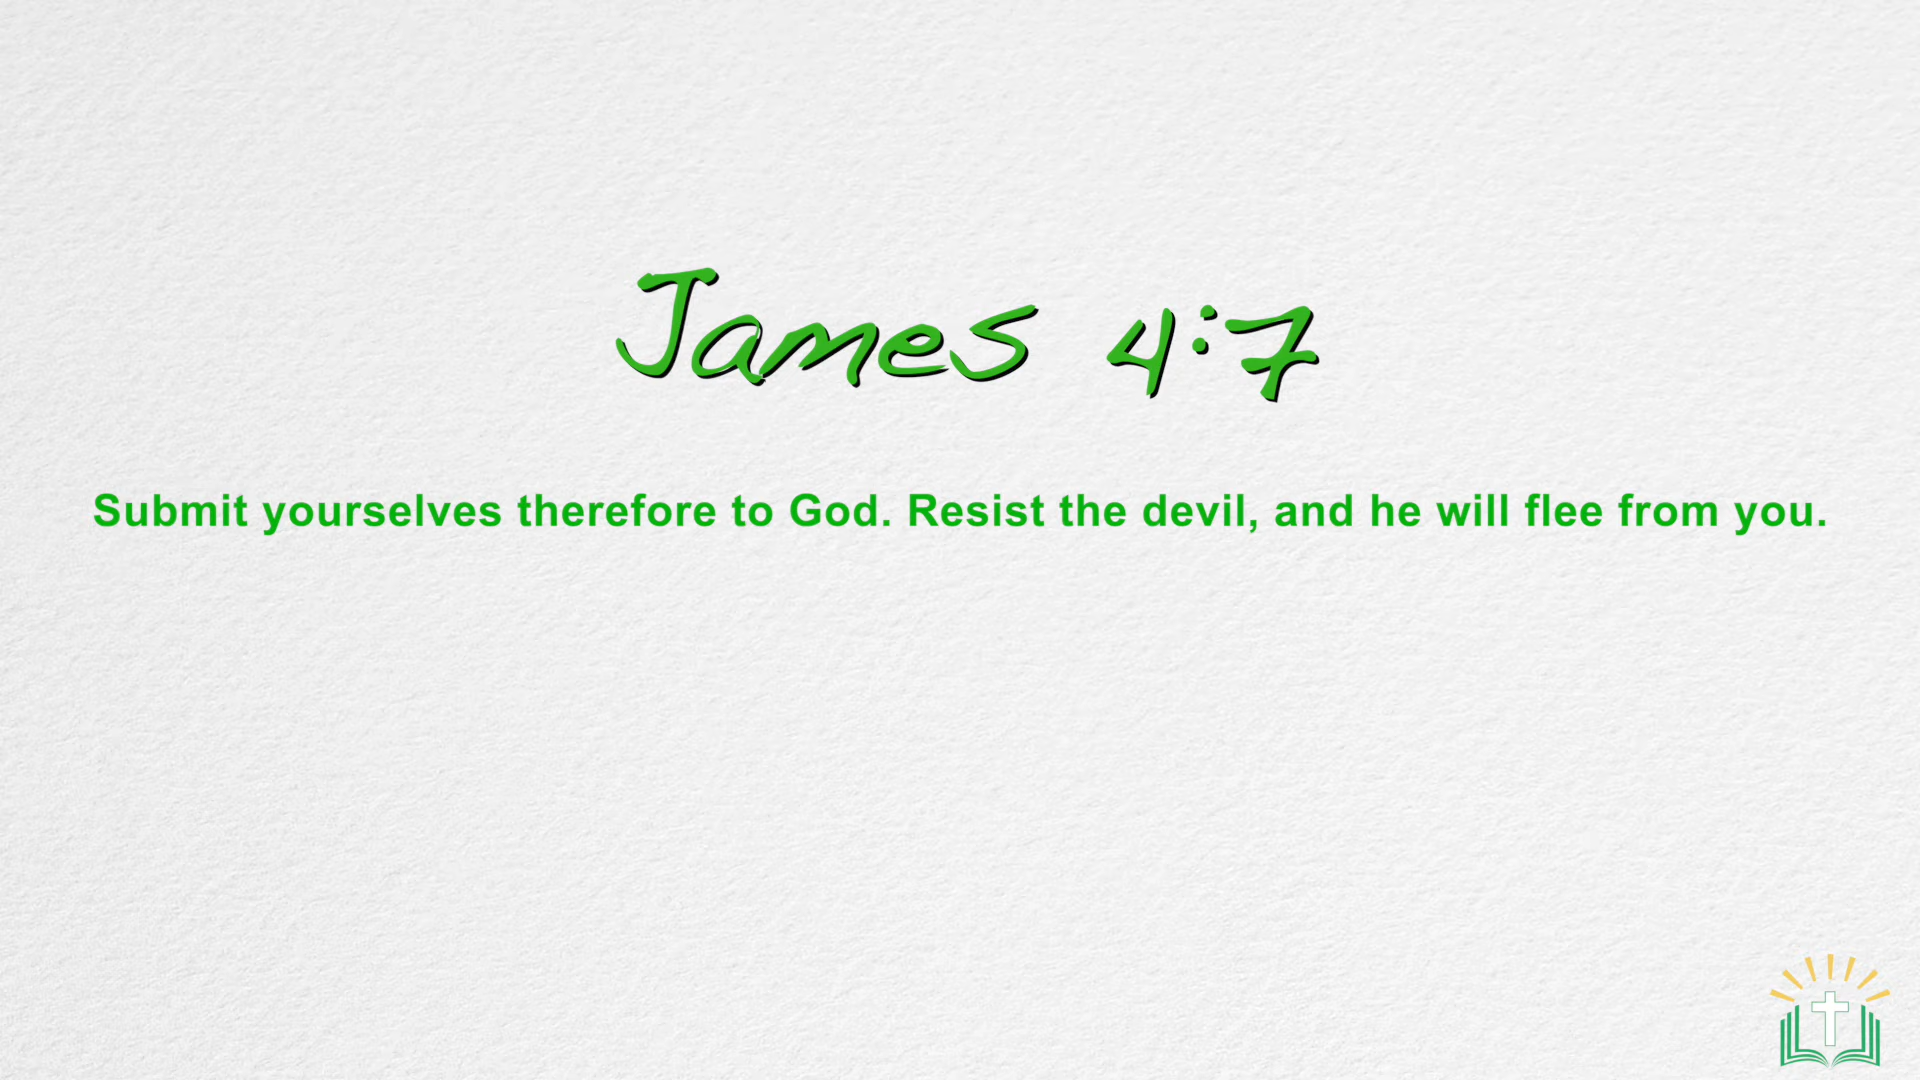 James 4:7
Submit yourselves therefore to God. Resist the devil, and he will flee from you.